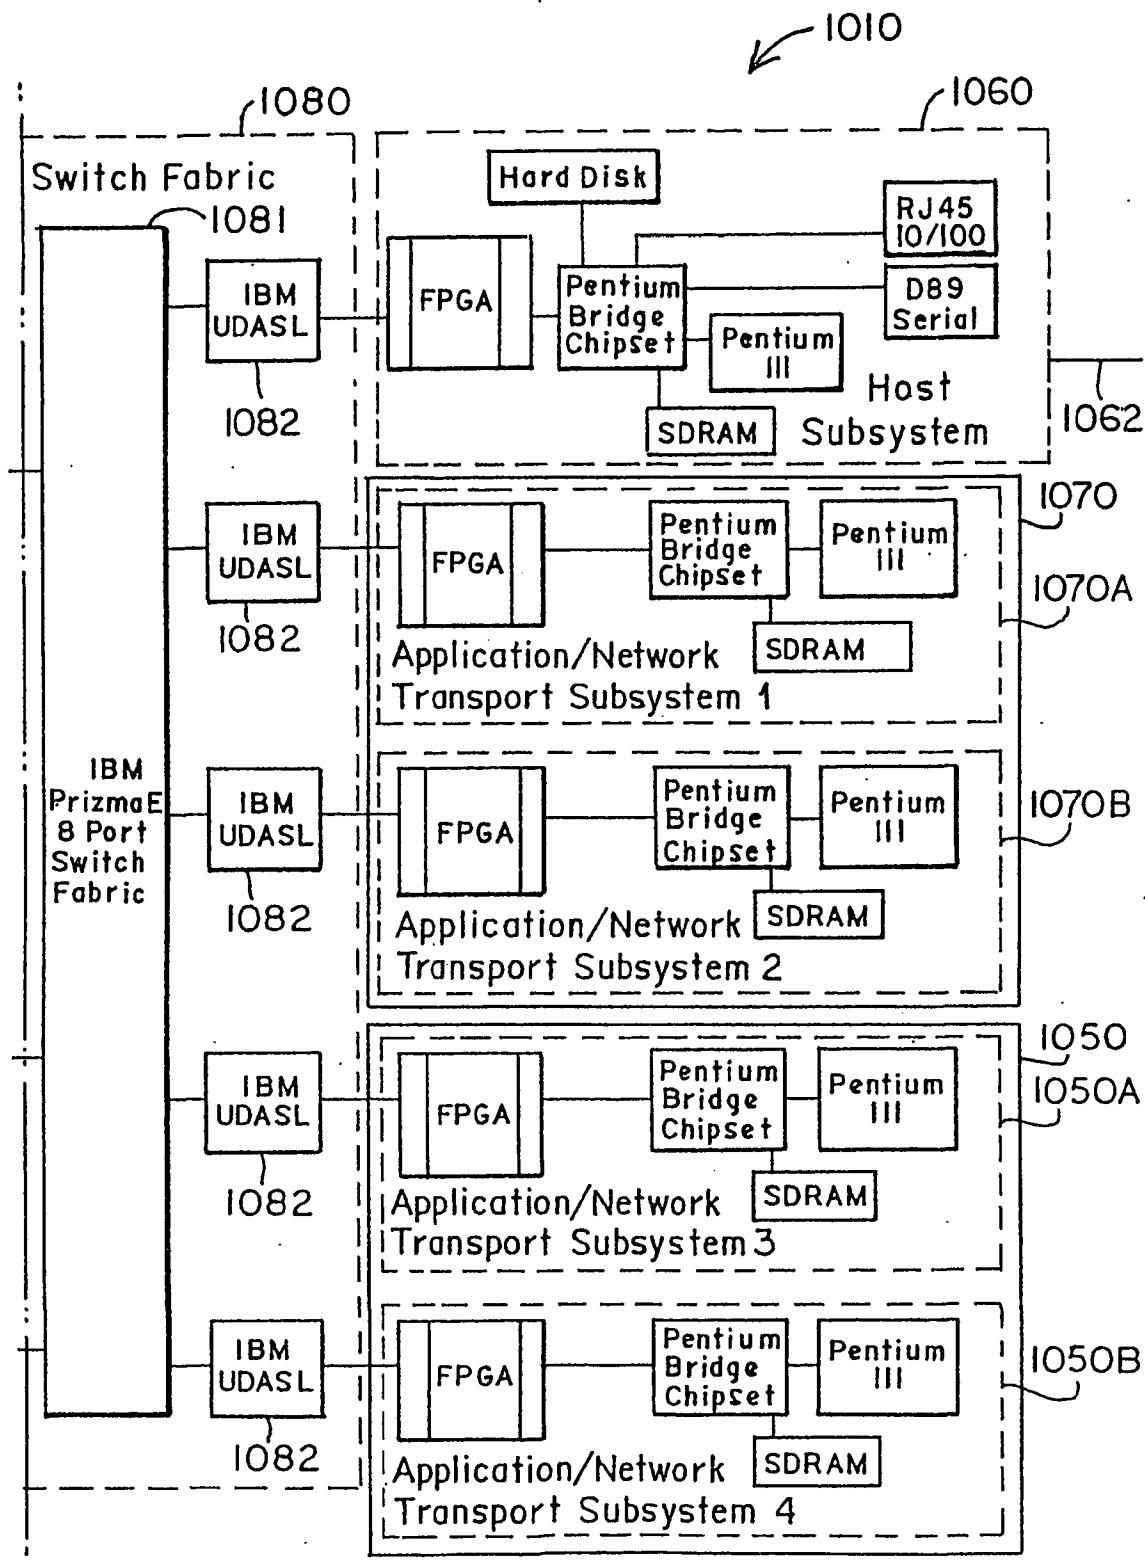 1010
1080
1060
Switch Fabric
1081
Hard Disk
RJ45
10/100
IBM
UDASL
FPGA
Pentium
Bridge
Chipset
D89
Serial
Pentium
III
1082
SDRAM
Host
Subsystem
1062
IBM
UDASL
1082
FPGA
Pentium
Bridge
Chipset
Pentium
III
1070
1070A
SDRAM
Application/Network
Transport Subsystem 1
IBM
PrizmaE
8 Port
Switch
Fabric
IBM
UDASL
1082
FPGA
Pentium
Bridge
Chipset
Pentium
III
1070B
SDRAM
Application/Network
Transport Subsystem 2
IBM
UDASL
1082
FPGA
Pentium
Bridge
Chipset
Pentium
III
1050
1050A
SDRAM
Application/Network
Transport Subsystem 3
IBM
UDASL
1082
FPGA
Pentium
Bridge
Chipset
Pentium
III
1050B
SDRAM
Application/Network
Transport Subsystem 4